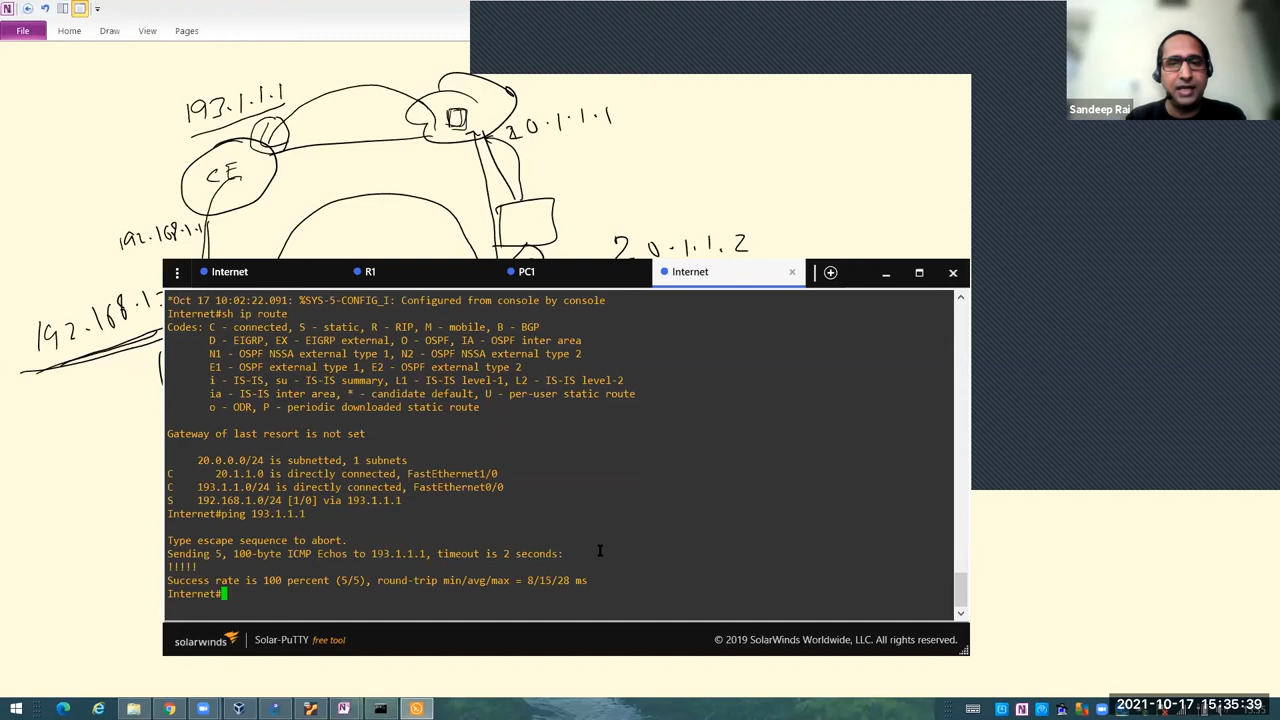 File Home Draw View Pages
Sandeep Rai
193.1.1.1
20.1.1.1
CE
192.168.1.1
20.1.1.2
192.168.1.
Internet R1 PC1 Internet
*Oct 17 10:02:22.091: %SYS-5-CONFIG_I: Configured from console by console
Internet#sh ip route
Codes: C - connected, S - static, R - RIP, M - mobile, B - BGP
D - EIGRP, EX - EIGRP external, O - OSPF, IA - OSPF inter area
N1 - OSPF NSSA external type 1, N2 - OSPF NSSA external type 2
E1 - OSPF external type 1, E2 - OSPF external type 2
i - IS-IS, su - IS-IS summary, L1 - IS-IS level-1, L2 - IS-IS level-2
ia - IS-IS inter area, * - candidate default, U - per-user static route
o - ODR, P - periodic downloaded static route
Gateway of last resort is not set
20.0.0.0/24 is subnetted, 1 subnets
C 20.1.1.0 is directly connected, FastEthernet1/0
C 193.1.1.0/24 is directly connected, FastEthernet0/0
S 192.168.1.0/24 [1/0] via 193.1.1.1
Internet#ping 193.1.1.1
Type escape sequence to abort.
Sending 5, 100-byte ICMP Echos to 193.1.1.1, timeout is 2 seconds:
!!!!!
Success rate is 100 percent (5/5), round-trip min/avg/max = 8/15/28 ms
Internet#
solarwinds Solar-PuTTY free tool © 2019 SolarWinds Worldwide, LLC. All rights reserved.
2021-10-17 15:35:39